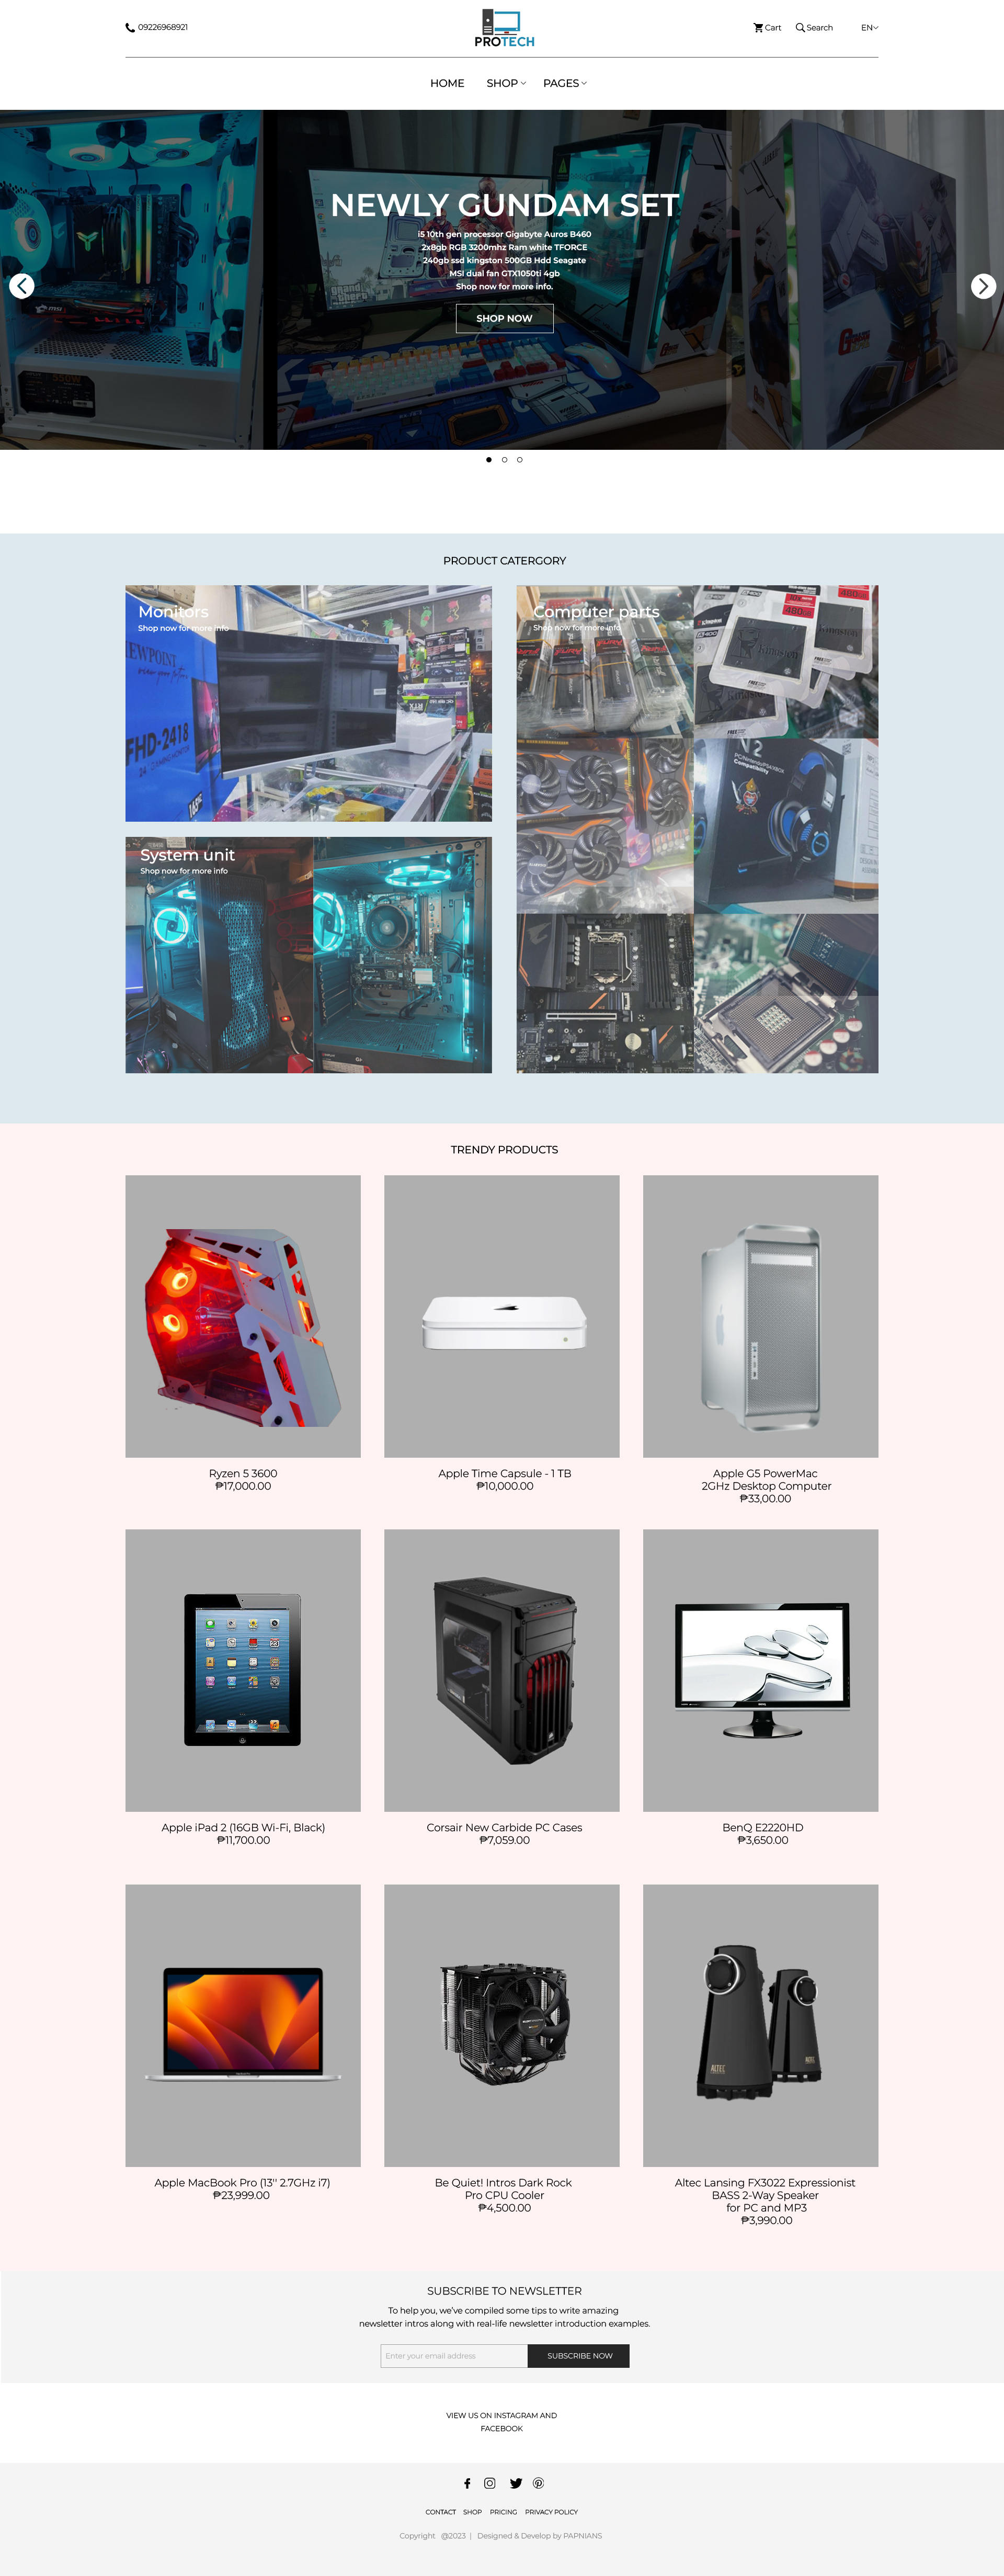 09226968921
PROTECH
Cart
Search
EN
HOME
SHOP
PAGES
NEWLY GUNDAM SET
i5 10th gen processor Gigabyte Auros B460
2x8gb RGB 3200mhz Ram white TFORCE
240gb ssd kingston 500GB Hdd Seagate
MSI dual fan GTX1050ti 4gb
Shop now for more info.
SHOP NOW
PRODUCT CATERGORY
Monitors
Shop now for more info
FHD-2418
Computer parts
Shop now for more info
System unit
Shop now for more info
TRENDY PRODUCTS
Ryzen 5 3600
₱17,000.00
Apple Time Capsule - 1 TB
₱10,000.00
Apple G5 PowerMac
2GHz Desktop Computer
₱33,00.00
Apple iPad 2 (16GB Wi-Fi, Black)
₱11,700.00
Corsair New Carbide PC Cases
₱7,059.00
BenQ E2220HD
₱3,650.00
ALTEC
Apple MacBook Pro (13'' 2.7GHz i7)
₱23,999.00
Be Quiet! Intros Dark Rock
Pro CPU Cooler
₱4,500.00
Altec Lansing FX3022 Expressionist
BASS 2-Way Speaker
for PC and MP3
₱3,990.00
SUBSCRIBE TO NEWSLETTER
To help you, we've compiled some tips to write amazing
newsletter intros along with real-life newsletter introduction examples.
Enter your email address
SUBSCRIBE NOW
VIEW US ON INSTAGRAM AND
FACEBOOK
CONTACT SHOP PRICING PRIVACY POLICY
Copyright @2023 | Designed & Develop by PAPNIANS